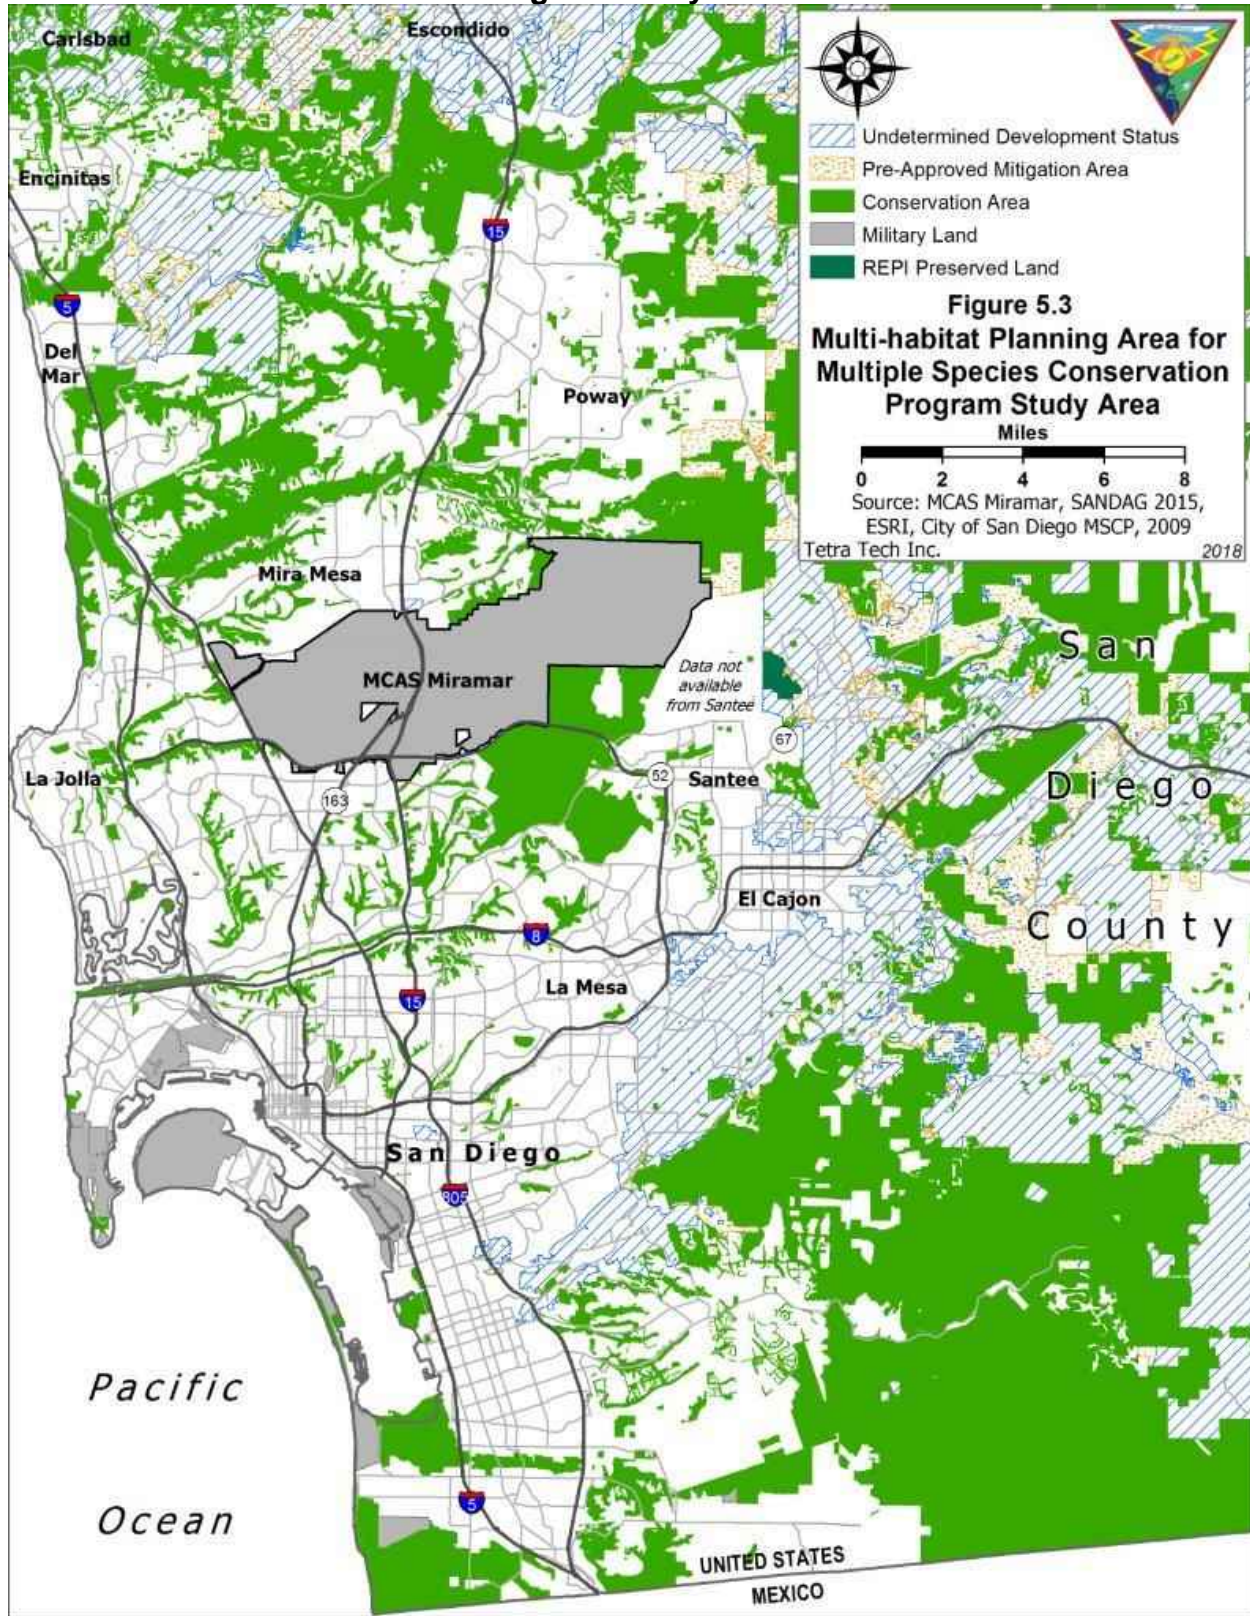 Carlsbad
Escondido
Encinitas
15
5
Del
Mar
Poway
Undetermined Development Status
Pre-Approved Mitigation Area
Conservation Area
Military Land
REPI Preserved Land
Figure 5.3
Multi-habitat Planning Area for
Multiple Species Conservation
Program Study Area
Miles
0 2 4 6 8
Source: MCAS Miramar, SANDAG 2015,
ESRI, City of San Diego MSCP, 2009
Tetra Tech Inc. 2018
Mira Mesa
MCAS Miramar
Data not
available
from Santee
San
67
La Jolla
52
Santee
Diego
163
El Cajon
8
County
15
La Mesa
San Diego
805
Pacific
Ocean
5
UNITED STATES
MEXICO